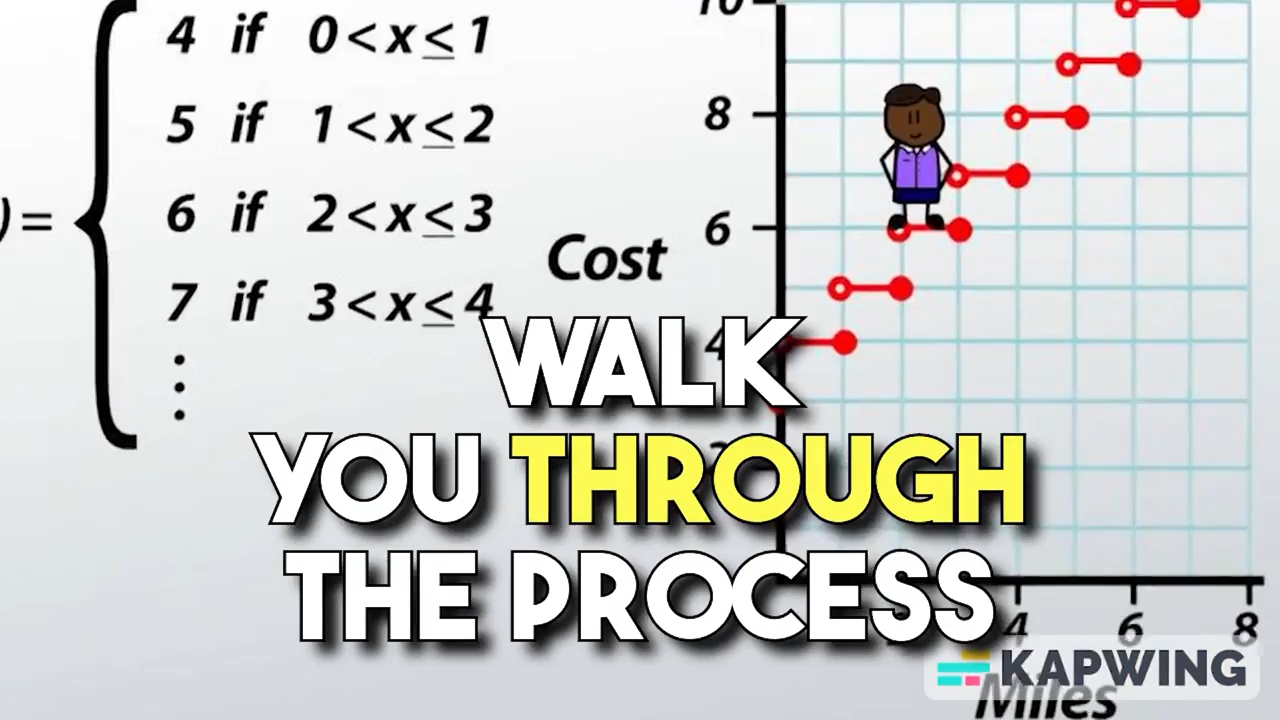 4 if 0 < x ≤ 1
5 if 1 < x ≤ 2
6 if 2 < x ≤ 3
7 if 3 < x ≤ 4
) =
Cost
10
8
6
4
4 6 8
Miles
WALK
YOU THROUGH
THE PROCESS
KAPWING